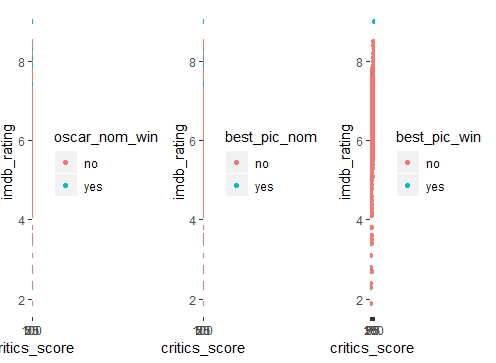 8
6
4
2
imdb_rating
critics_score
oscar_nom_win
no
yes
8
6
4
2
imdb_rating
critics_score
best_pic_nom
no
yes
8
6
4
2
imdb_rating
critics_score
best_pic_win
no
yes